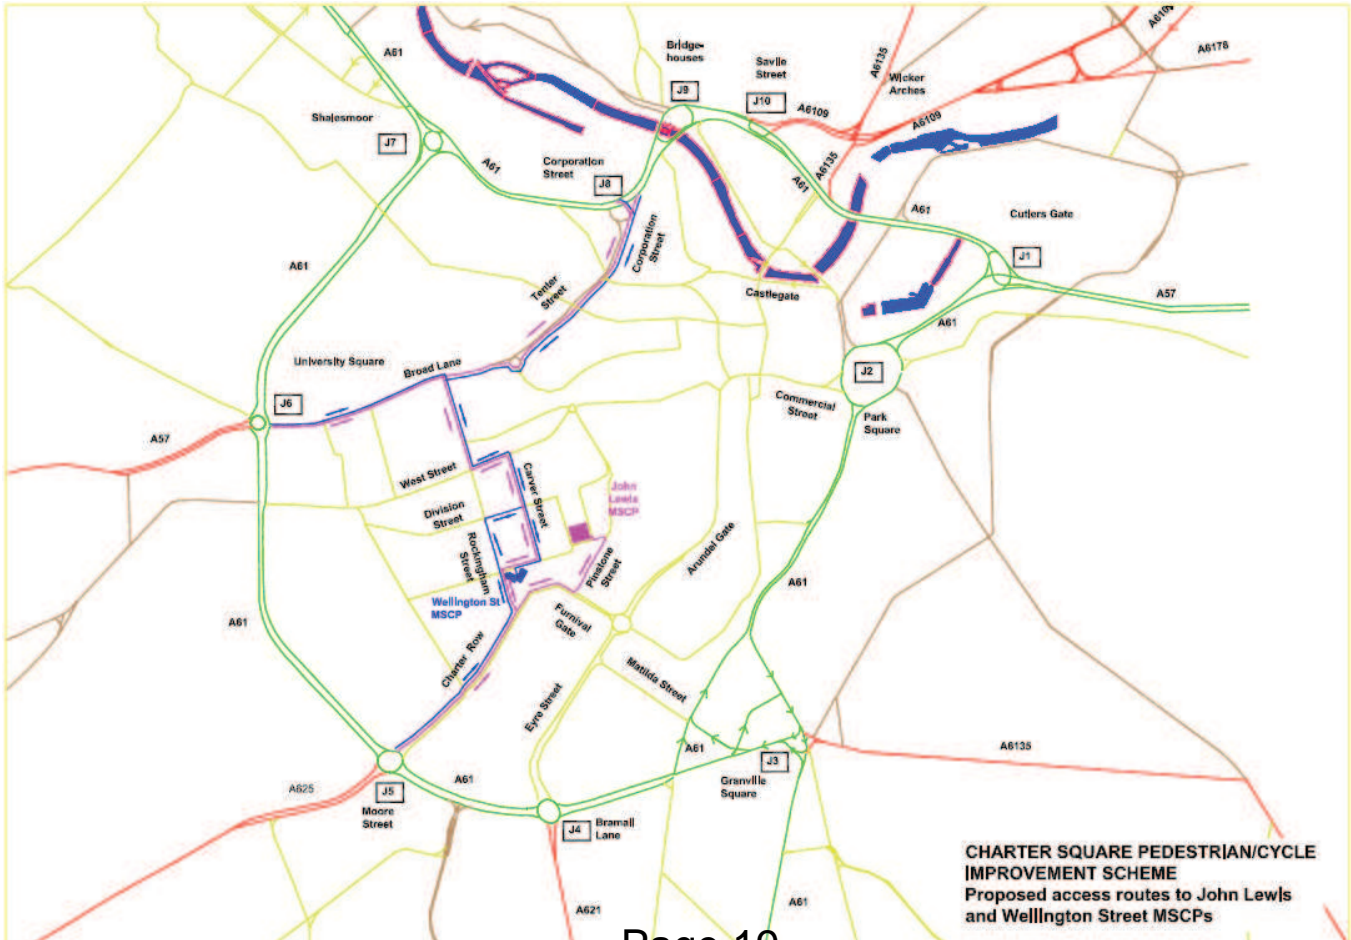 A61
Bridge-
houses
Savile
Street
A6135
A6109
A6178
Wicker
Arches
J9
J10
A6109
A6109
Shalesmoor
J7
A61
Corporation
Street
J8
A61
A6135
A61
Cutlers Gate
J1
Corporation
Street
A61
Tenter
Street
Castlegate
A57
A61
University Square
Broad Lane
J2
J6
Commercial
Street
Park
Square
A57
West Street
Carver Street
John
Lewis
MSCP
Division
Street
Rockingham
Street
Arundel Gate
Pinstone
Street
A61
Wellington St
MSCP
Furnival
Gate
A61
Charter Row
Matilda Street
Eyre Street
A61
A6135
J3
Granville
Square
A61
A625
J5
Moore
Street
J4
Bramall
Lane
A621
A61
CHARTER SQUARE PEDESTRIAN/CYCLE
IMPROVEMENT SCHEME
Proposed access routes to John Lewis
and Wellington Street MSCPs
Page 19